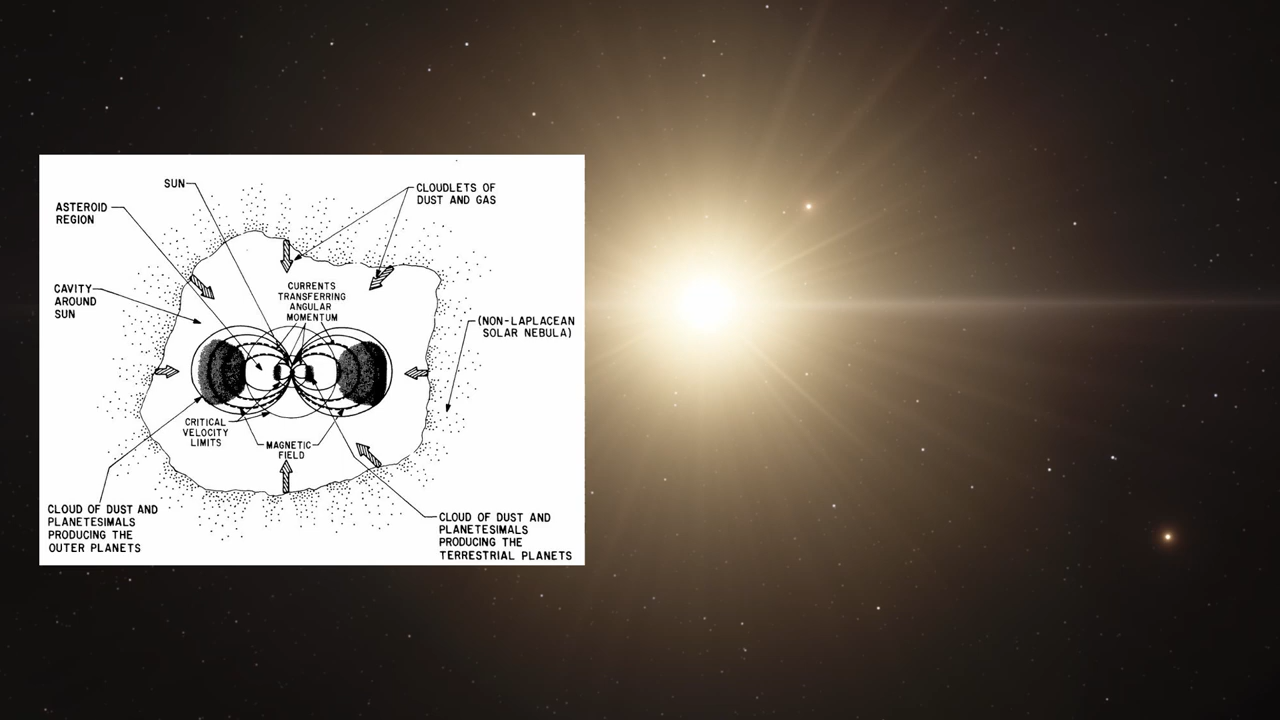 SUN
CLOUDLETS OF
DUST AND GAS
ASTEROID
REGION
CAVITY
AROUND
SUN
CURRENTS
TRANSFERRING
ANGULAR
MOMENTUM
(NON-LAPLACEAN
SOLAR NEBULA)
CRITICAL
VELOCITY
LIMITS
MAGNETIC
FIELD
CLOUD OF DUST AND
PLANETESIMALS
PRODUCING THE
OUTER PLANETS
CLOUD OF DUST AND
PLANETESIMALS
PRODUCING THE
TERRESTRIAL PLANETS